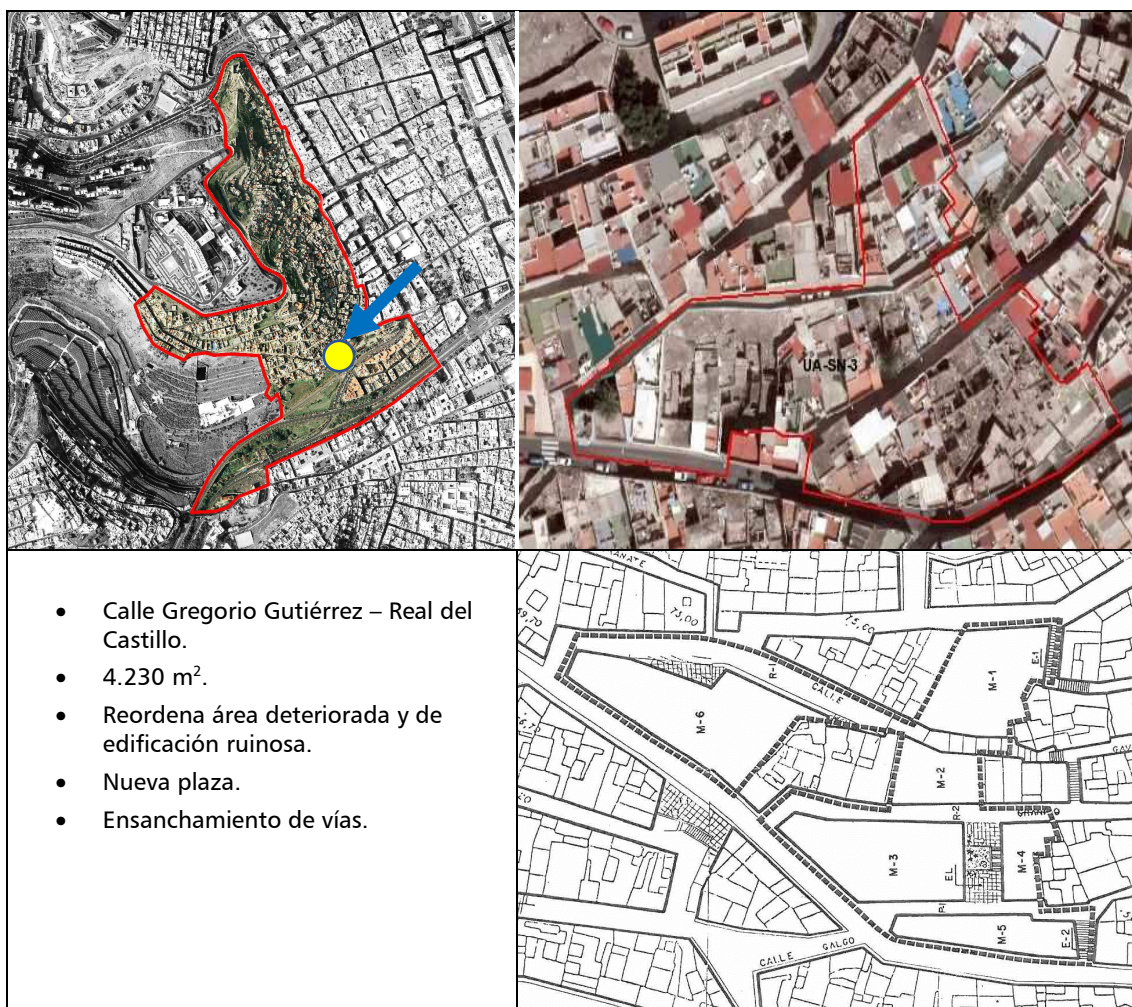 UA-SN-3
• Calle Gregorio Gutiérrez – Real del
Castillo.
• 4.230 m².
• Reordena área deteriorada y de
edificación ruinosa.
• Nueva plaza.
• Ensanchamiento de vías.
73,00
75,60
CALLE
R-1
M-1
E-1
M-6
M-2
R-2
M-3
EL
M-4
R1
M-5
E-2
CALLE GALGO